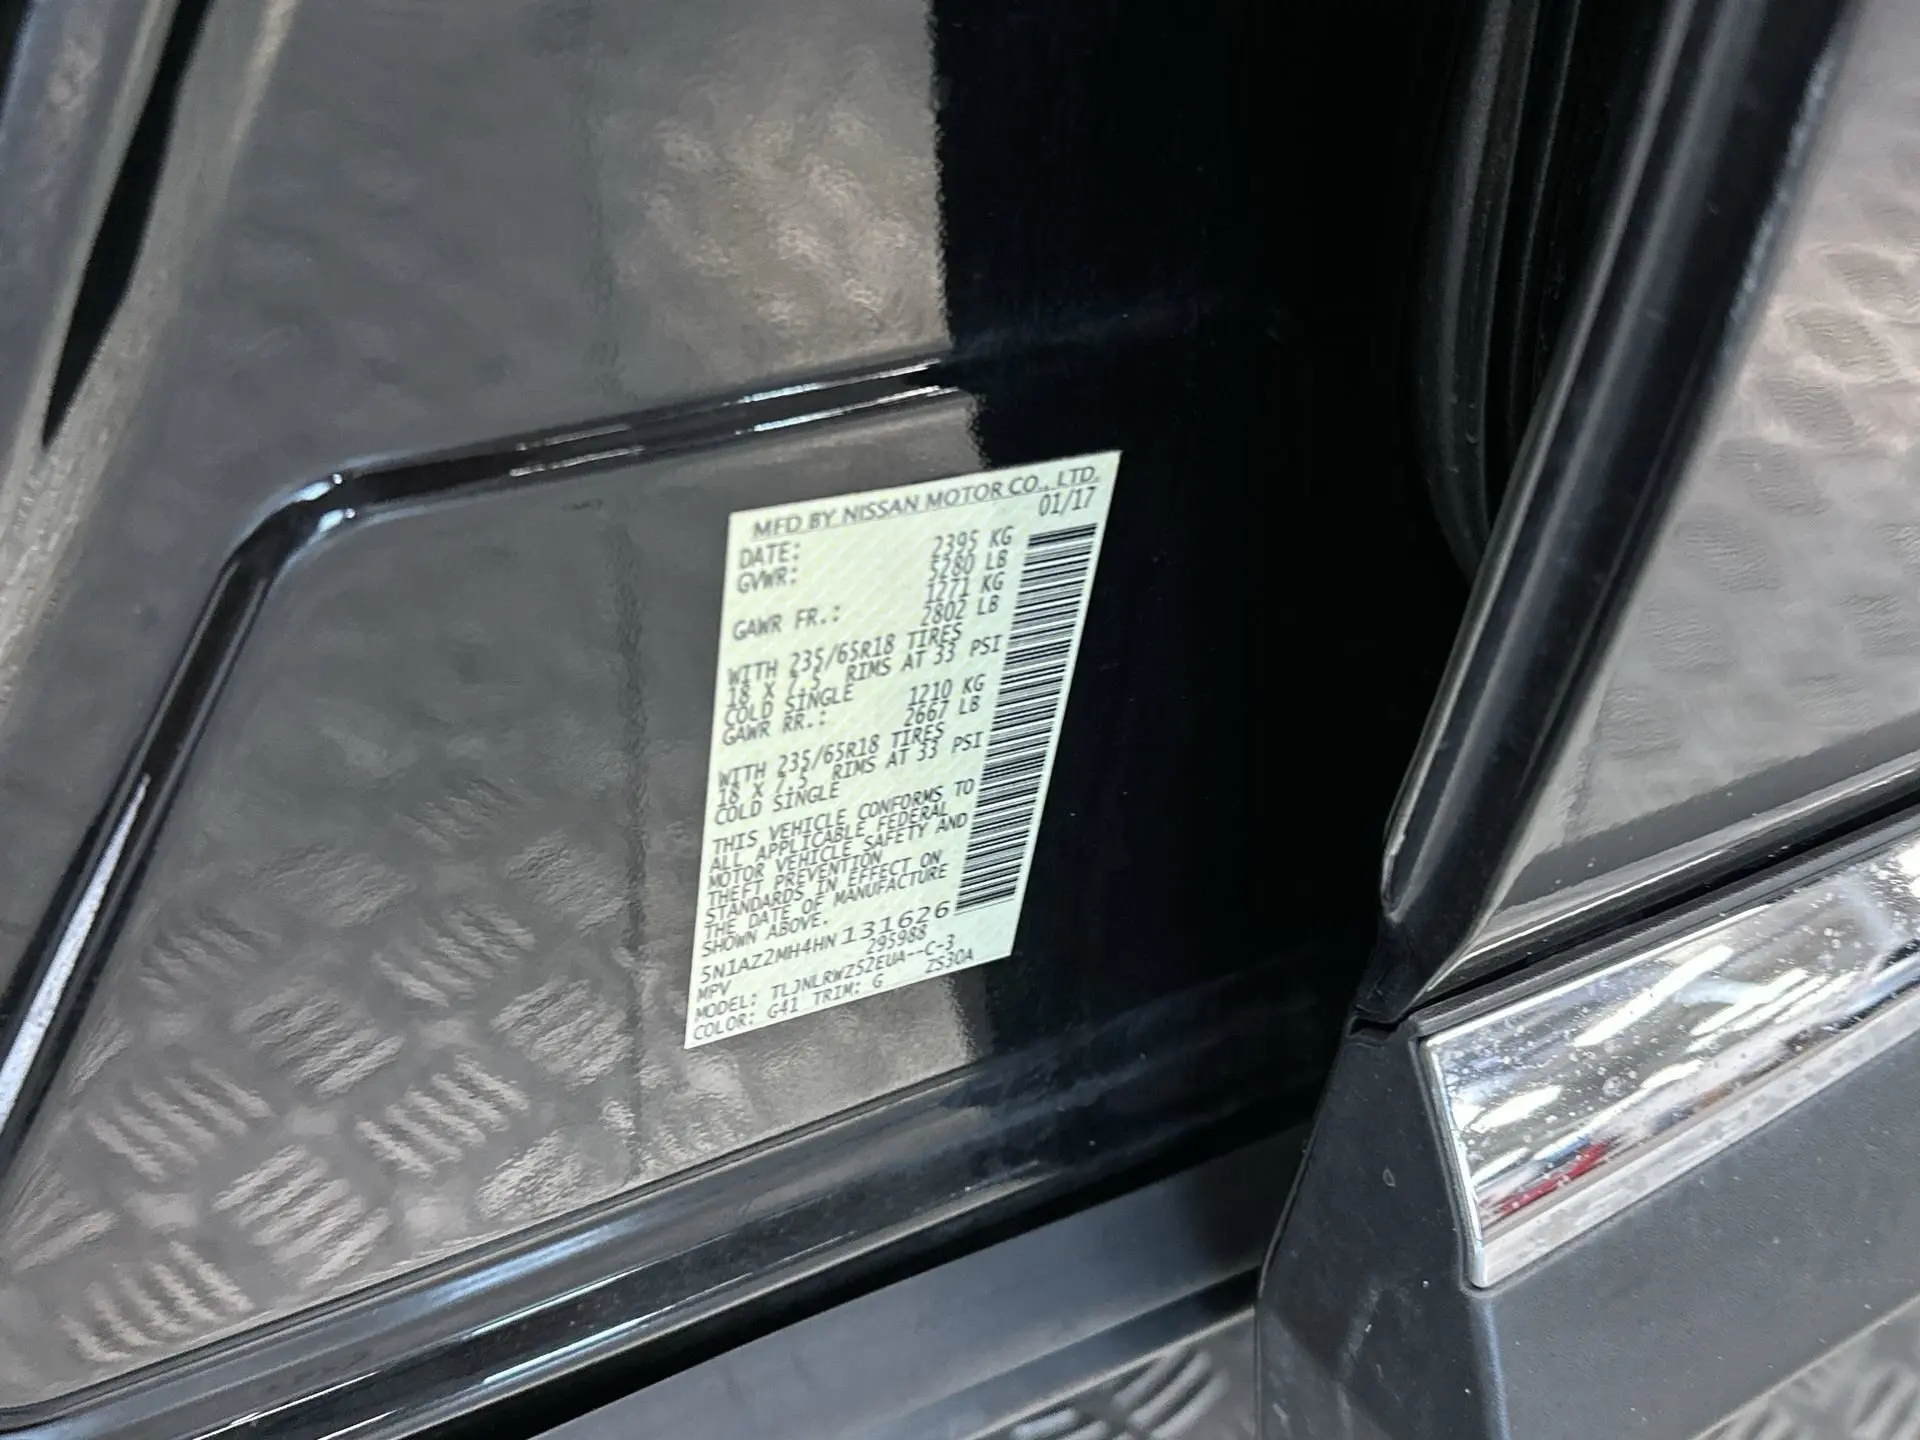 MFD BY NISSAN MOTOR CO., LTD.
DATE: 01/17
GVWR: 2395 KG
5280 LB
GAWR FR.: 1271 KG
2802 LB
WITH 235/65R18 TIRES
18 X 7.5 RIMS AT 33 PSI
COLD SINGLE
GAWR RR.: 1210 KG
2667 LB
WITH 235/65R18 TIRES
18 X 7.5 RIMS AT 33 PSI
COLD SINGLE
THIS VEHICLE CONFORMS TO
ALL APPLICABLE FEDERAL
MOTOR VEHICLE SAFETY AND
THEFT PREVENTION
STANDARDS IN EFFECT ON
THE DATE OF MANUFACTURE
SHOWN ABOVE.
5N1AZ2MH4HN131626
MPV 295988
MODEL: TLJNLRWZ52EUA--C-3
COLOR: G41 TRIM: G ZS30A